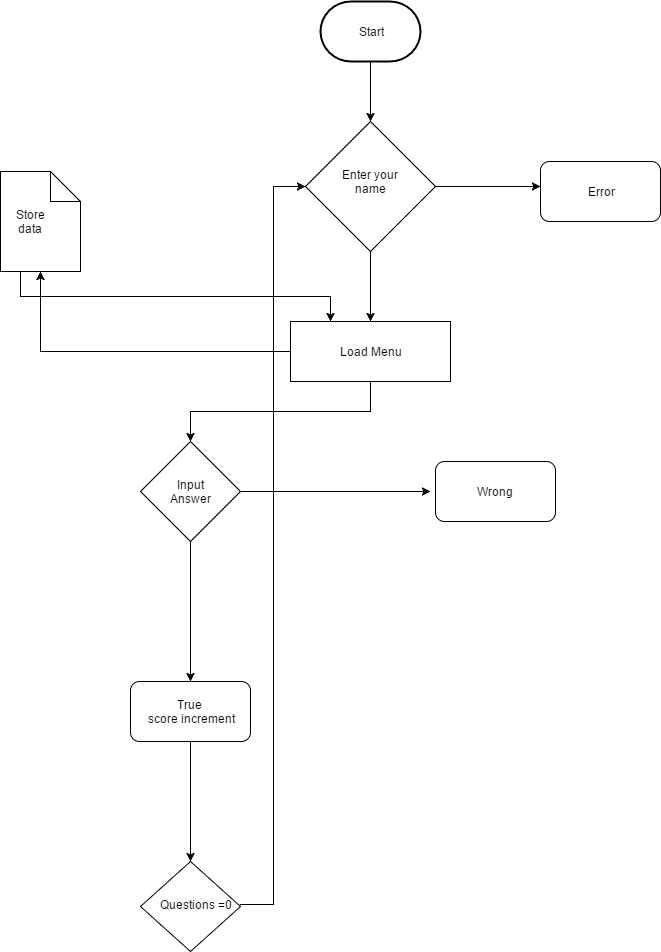 Start
Enter your
name
Error
Store
data
Load Menu
Input
Answer
Wrong
True
score increment
Questions =0